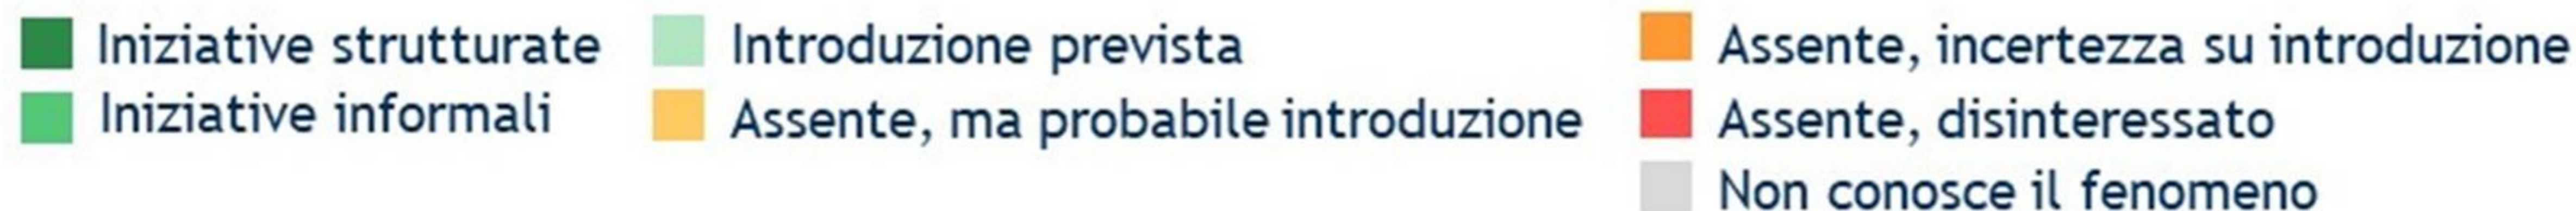 Iniziative strutturate
Iniziative informali
Introduzione prevista
Assente, ma probabile introduzione
Assente, incertezza su introduzione
Assente, disinteressato
Non conosce il fenomeno